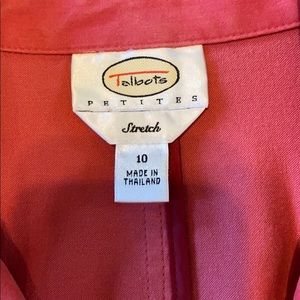 Talbots
PETITES
Stretch
10
MADE IN
THAILAND